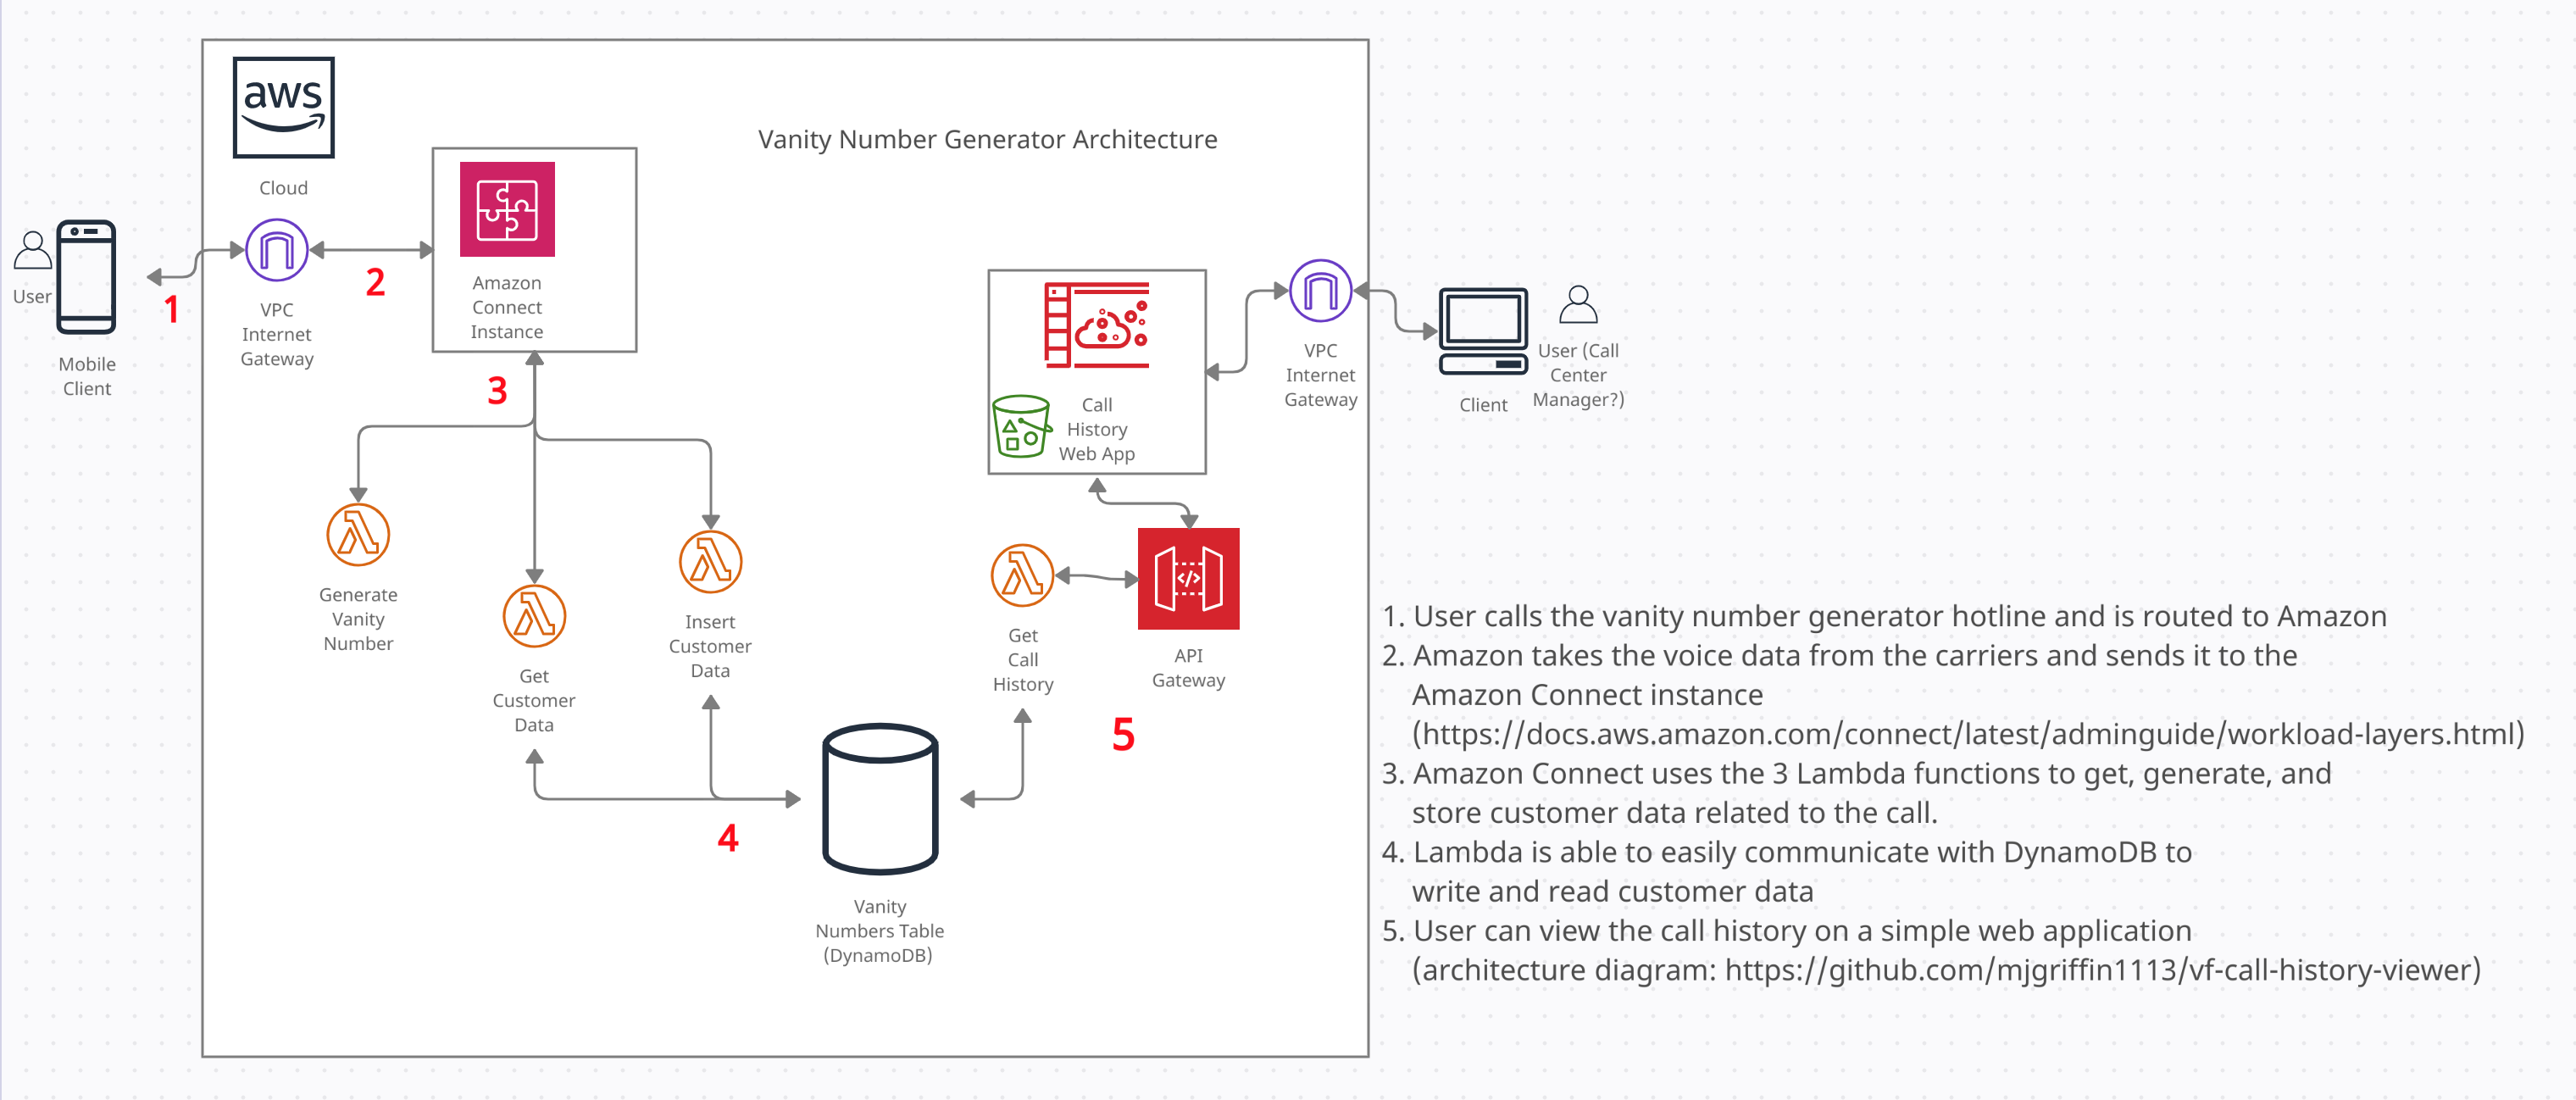 aws
Cloud
Vanity Number Generator Architecture
User
Mobile
Client
1
VPC
Internet
Gateway
2
Amazon
Connect
Instance
3
Generate
Vanity
Number
Get
Customer
Data
Insert
Customer
Data
4
Vanity
Numbers Table
(DynamoDB)
Call
History
Web App
Get
Call
History
</>
API
Gateway
5
VPC
Internet
Gateway
Client
User (Call
Center
Manager?)
1. User calls the vanity number generator hotline and is routed to Amazon
2. Amazon takes the voice data from the carriers and sends it to the
Amazon Connect instance
(https://docs.aws.amazon.com/connect/latest/adminguide/workload-layers.html)
3. Amazon Connect uses the 3 Lambda functions to get, generate, and
store customer data related to the call.
4. Lambda is able to easily communicate with DynamoDB to
write and read customer data
5. User can view the call history on a simple web application
(architecture diagram: https://github.com/mjgriffin1113/vf-call-history-viewer)